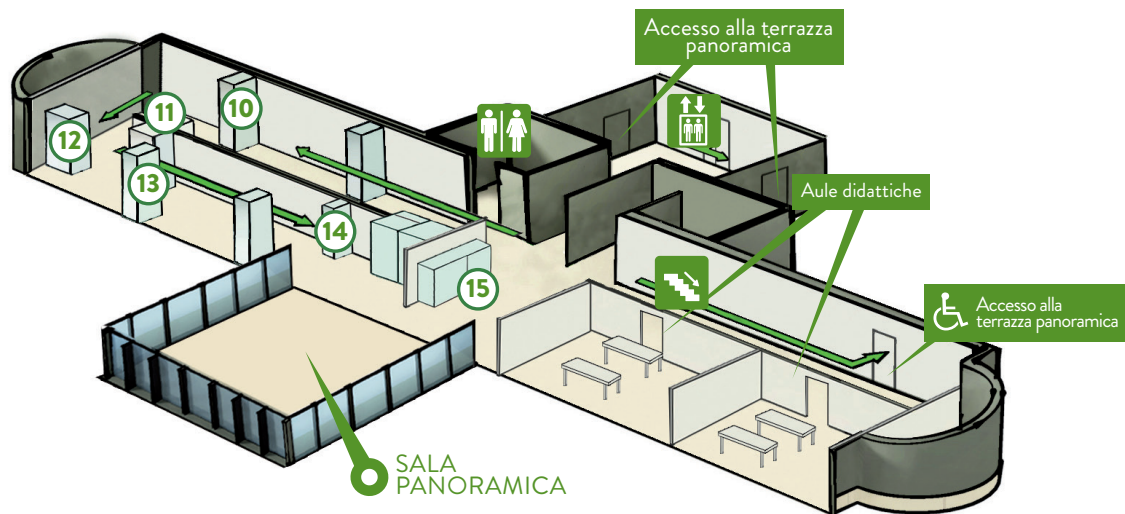 Accesso alla terrazza
panoramica
10
11
12
13
14
15
Aule didattiche
Accesso alla
terrazza panoramica
SALA
PANORAMICA